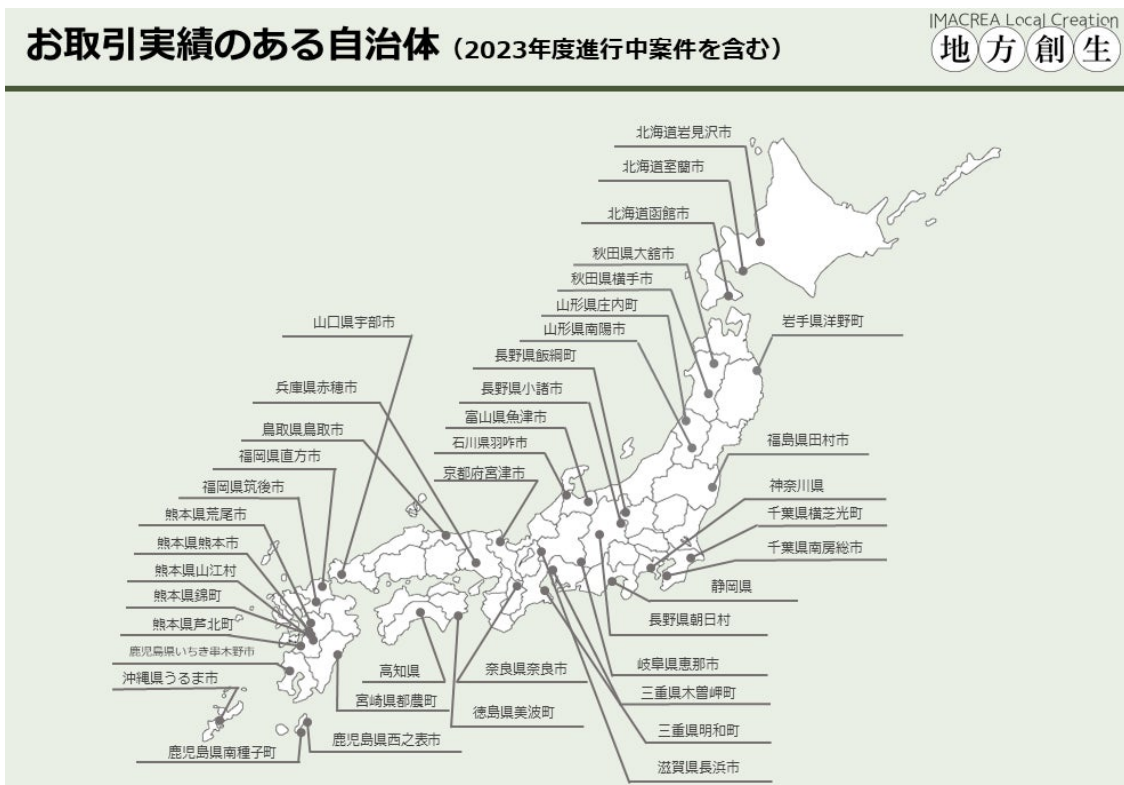 お取引実績のある自治体（2023年度進行中案件を含む）
IMACREA Local Creation
地方創生
北海道岩見沢市
北海道室蘭市
北海道函館市
秋田県大舘市
秋田県横手市
山形県庄内町
山形県南陽市
長野県飯綱町
長野県小諸市
富山県魚津市
石川県羽咋市
京都府宮津市
岩手県洋野町
福島県田村市
神奈川県
千葉県横芝光町
千葉県南房総市
静岡県
長野県朝日村
岐阜県恵那市
三重県木曽岬町
三重県明和町
滋賀県長浜市
山口県宇部市
兵庫県赤穂市
鳥取県鳥取市
福岡県直方市
福岡県筑後市
熊本県荒尾市
熊本県熊本市
熊本県山江村
熊本県錦町
熊本県芦北町
鹿児島県いちき串木野市
沖縄県うるま市
鹿児島県南種子町
鹿児島県西之表市
宮崎県都農町
高知県
徳島県美波町
奈良県奈良市